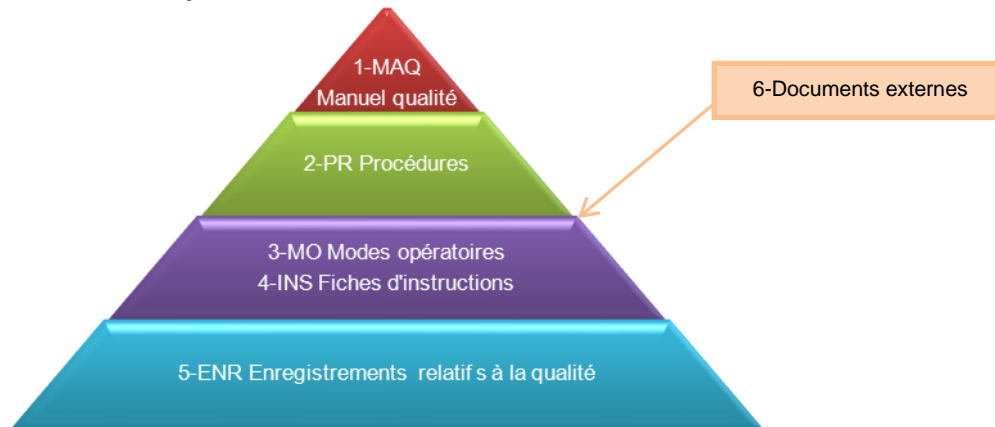 1-MAQ
Manuel qualité
6-Documents externes
2-PR Procédures
3-MO Modes opératoires
4-INS Fiches d'instructions
5-ENR Enregistrements relatifs à la qualité